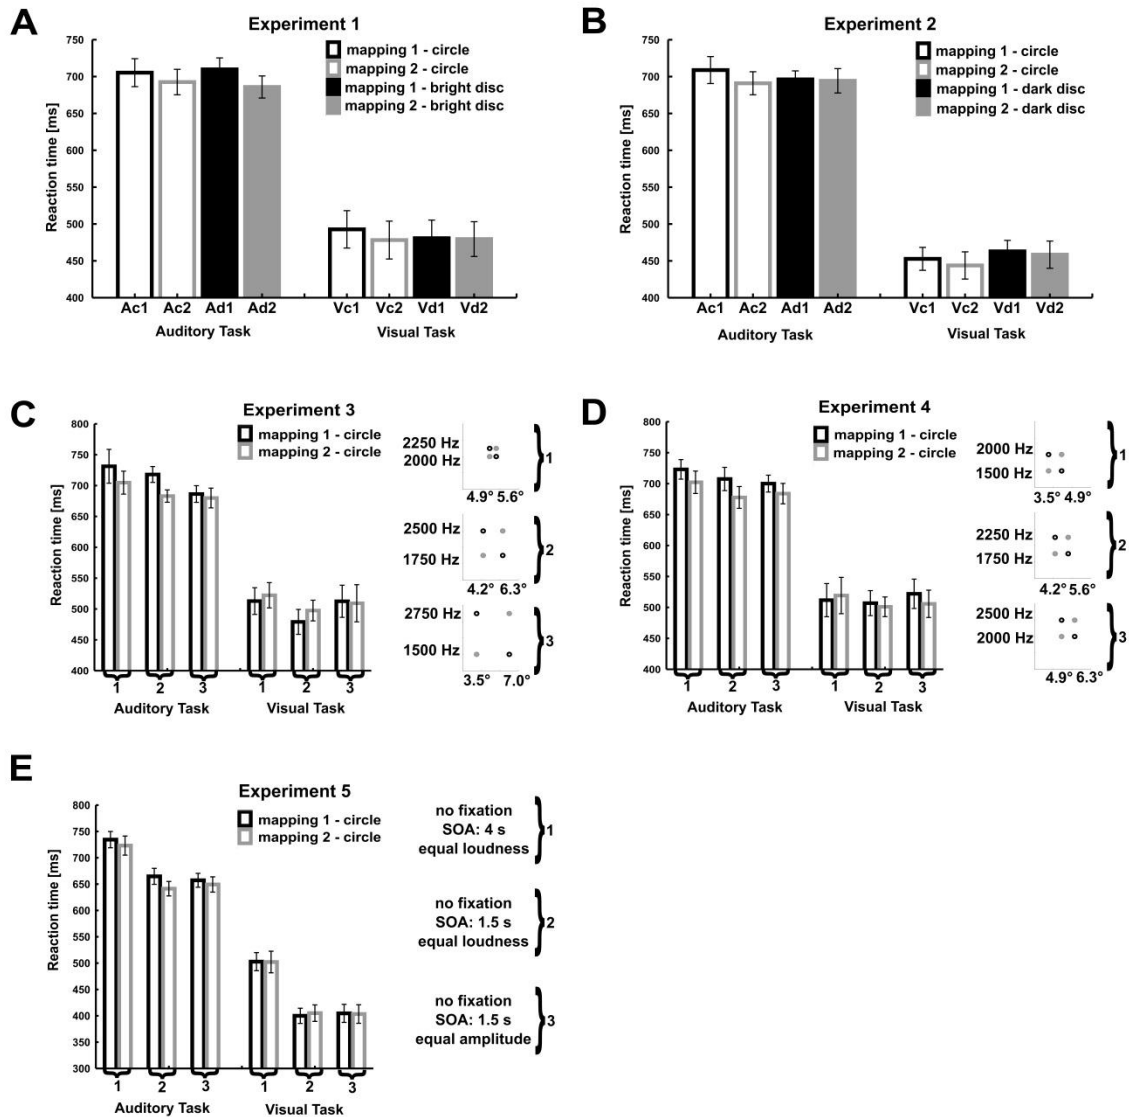 A
Experiment 1
mapping 1 - circle
mapping 2 - circle
mapping 1 - bright disc
mapping 2 - bright disc
Reaction time [ms]
750
700
650
600
550
500
450
400
Ac1 Ac2 Ad1 Ad2 Vc1 Vc2 Vd1 Vd2
Auditory Task Visual Task
B
Experiment 2
mapping 1 - circle
mapping 2 - circle
mapping 1 - dark disc
mapping 2 - dark disc
Reaction time [ms]
750
700
650
600
550
500
450
400
Ac1 Ac2 Ad1 Ad2 Vc1 Vc2 Vd1 Vd2
Auditory Task Visual Task
C
Experiment 3
mapping 1 - circle
mapping 2 - circle
Reaction time [ms]
800
750
700
650
600
550
500
450
400
1 2 3 1 2 3
Auditory Task Visual Task
2250 Hz
2000 Hz
4.9° 5.6°
1
2500 Hz
1750 Hz
4.2° 6.3°
2
2750 Hz
1500 Hz
3.5° 7.0°
3
D
Experiment 4
mapping 1 - circle
mapping 2 - circle
Reaction time [ms]
800
750
700
650
600
550
500
450
400
1 2 3 1 2 3
Auditory Task Visual Task
2000 Hz
1500 Hz
3.5° 4.9°
1
2250 Hz
1750 Hz
4.2° 5.6°
2
2500 Hz
2000 Hz
4.9° 6.3°
3
E
Experiment 5
mapping 1 - circle
mapping 2 - circle
Reaction time [ms]
800
750
700
650
600
550
500
450
400
350
300
1 2 3 1 2 3
Auditory Task Visual Task
no fixation
SOA: 4 s
equal loudness
1
no fixation
SOA: 1.5 s
equal loudness
2
no fixation
SOA: 1.5 s
equal amplitude
3